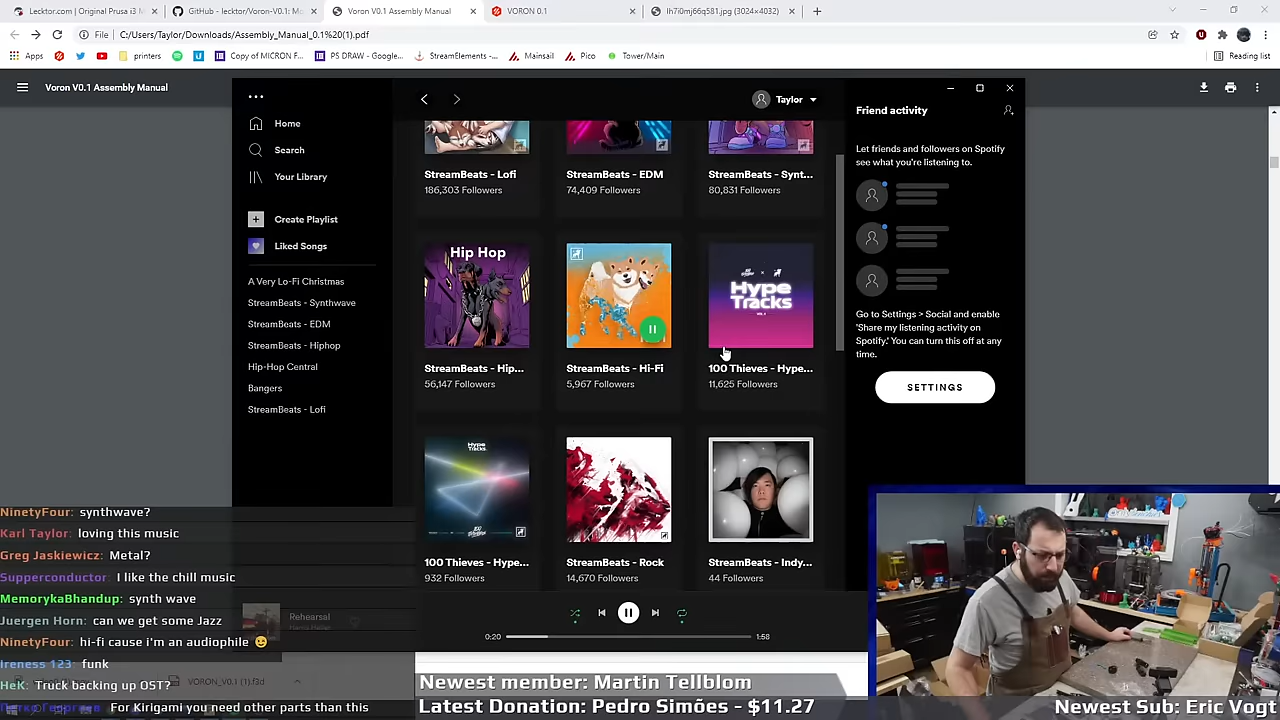 Lecktor.com | Original Prusa i3 M
GitHub - lecktor/Voron-V0.1: Mo
Voron V0.1 Assembly Manual
VORON 0.1
lh7i0mj66q581.jpg (3024×4032)
File
C:/Users/Taylor/Downloads/Assembly_Manual_0.1%20(1).pdf
Apps
printers
Copy of MICRON F...
PS DRAW - Google...
StreamElements -...
Mainsail
Pico
Tower/Main
Reading list
Voron V0.1 Assembly Manual
Taylor
Friend activity
Let friends and followers on Spotify
see what you're listening to.
Go to Settings > Social and enable
'Share my listening activity on
Spotify.' You can turn this off at any
time.
SETTINGS
Home
Search
Your Library
Create Playlist
Liked Songs
A Very Lo-Fi Christmas
StreamBeats - Synthwave
StreamBeats - EDM
StreamBeats - Hiphop
Hip-Hop Central
Bangers
StreamBeats - Lofi
StreamBeats - Lofi
186,303 Followers
StreamBeats - EDM
74,409 Followers
StreamBeats - Synt...
80,831 Followers
Hip Hop
StreamBeats - Hip...
56,147 Followers
StreamBeats - Hi-Fi
5,967 Followers
Hype
Tracks
100 Thieves - Hype...
11,625 Followers
Hype
Tracks
100 Thieves - Hype...
932 Followers
StreamBeats - Rock
14,670 Followers
StreamBeats - Indy...
44 Followers
0:20
1:58
Rehearsal
NinetyFour: synthwave?
Karl Taylor: loving this music
Greg Jaskiewicz: Metal?
Supperconductor: I like the chill music
MemorykaBhandup: synth wave
Juergen Horn: can we get some Jazz
NinetyFour: hi-fi cause i'm an audiophile 😉
Ireness 123: funk
HeK: Truck backing up OST?
For Kirigami you need other parts than this
VORON_V0.1 (1).f3d
Newest member: Martin Tellblom
Latest Donation: Pedro Simões - $11.27
Newest Sub: Eric Vogt